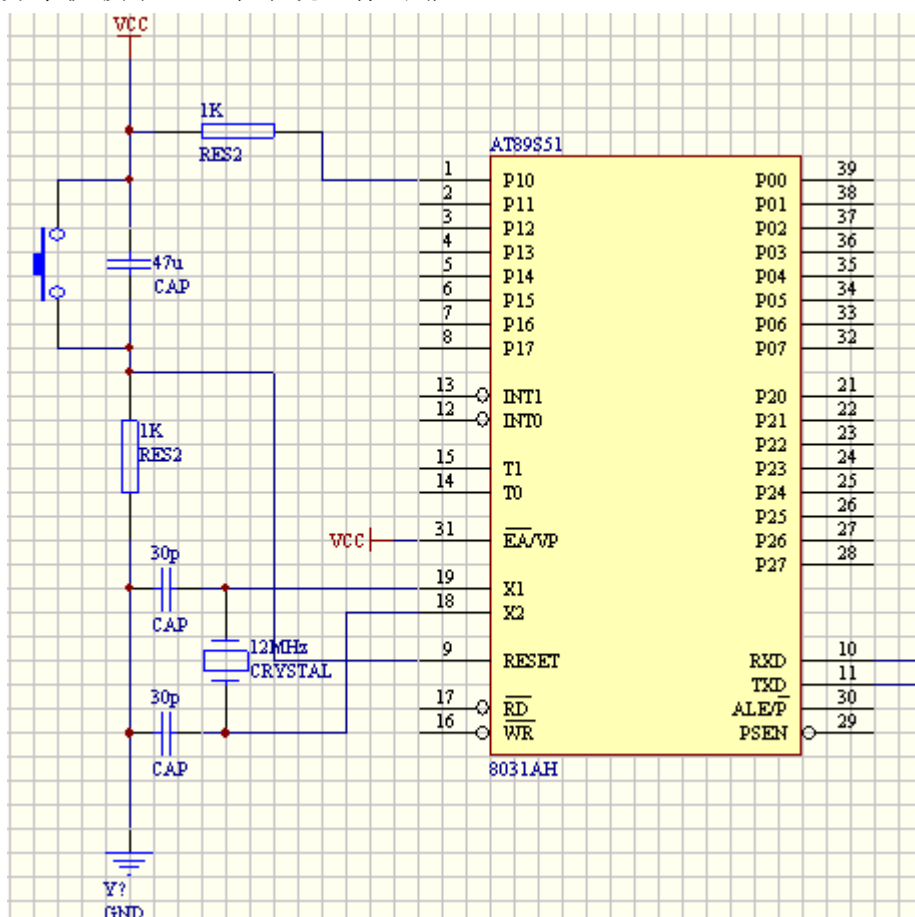 VCC
1K
RES2
47u
CAP
1K
RES2
30p
CAP
12MHz
CRYSTAL
30p
CAP
Y?
GND
VCC
AT89S51
1 P10
2 P11
3 P12
4 P13
5 P14
6 P15
7 P16
8 P17
13 INT1
12 INT0
15 T1
14 T0
31 EA/VP
19 X1
18 X2
9 RESET
17 RD
16 WR
P00 39
P01 38
P02 37
P03 36
P04 35
P05 34
P06 33
P07 32
P20 21
P21 22
P22 23
P23 24
P24 25
P25 26
P26 27
P27 28
RXD 10
TXD 11
ALE/P 30
PSEN 29
8031AH